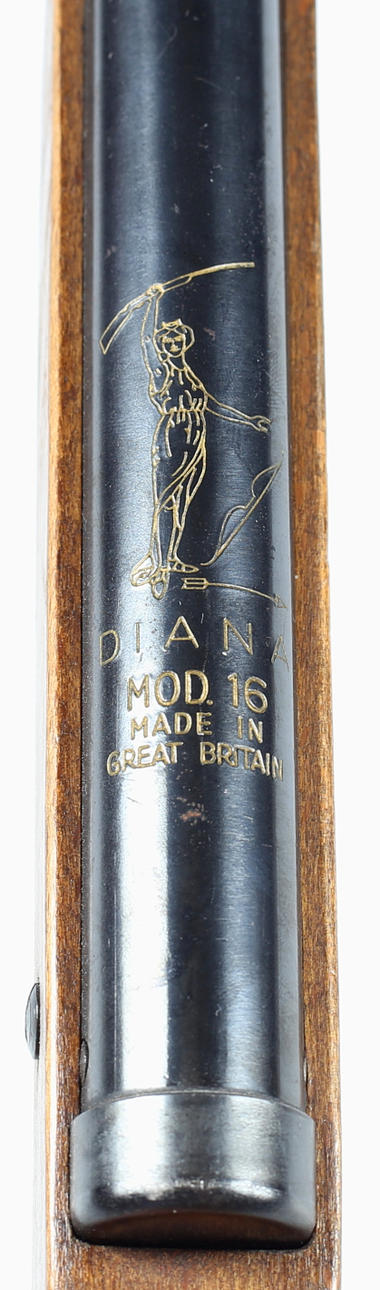 DIANA
MOD. 16
MADE IN
GREAT BRITAIN